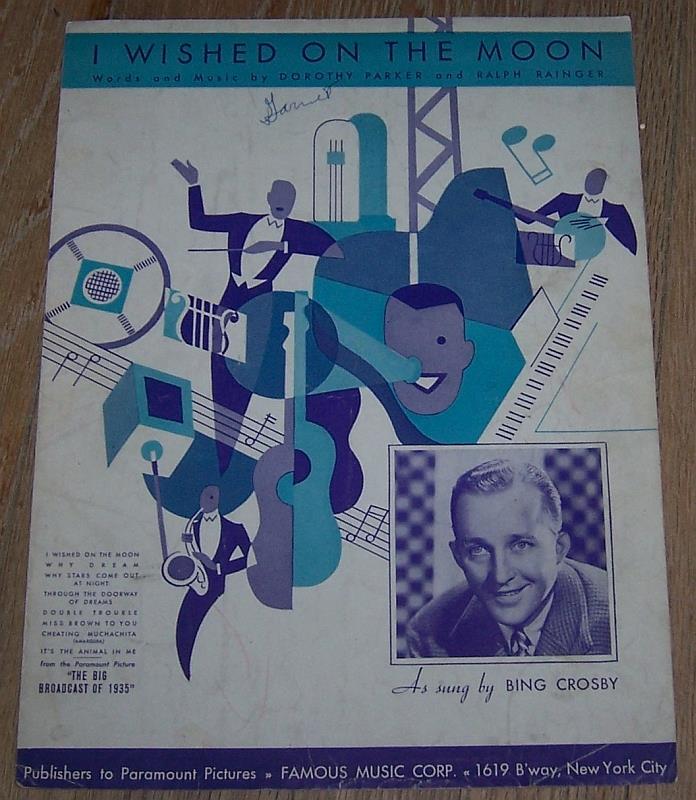 I WISHED ON THE MOON
Words and Music by DOROTHY PARKER and RALPH RAINGER
Garnet
I WISHED ON THE MOON
WHY DREAM
WHY STARS COME OUT
AT NIGHT
THROUGH THE DOORWAY
OF DREAMS
DOUBLE TROUBLE
MISS BROWN TO YOU
CHEATING MUCHACHITA
(AMARGURA)
IT'S THE ANIMAL IN ME
from the Paramount Picture
"THE BIG
BROADCAST OF 1935"
As sung by BING CROSBY
Publishers to Paramount Pictures » FAMOUS MUSIC CORP. « 1619 B'way, New York City